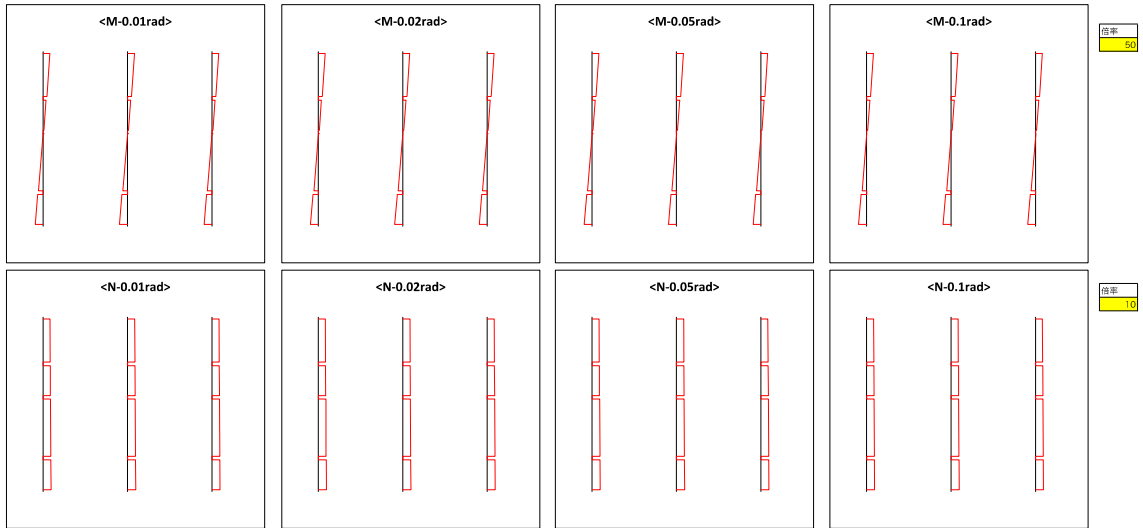 <M-0.01rad>
<M-0.02rad>
<M-0.05rad>
<M-0.1rad>
倍率
50
<N-0.01rad>
<N-0.02rad>
<N-0.05rad>
<N-0.1rad>
倍率
10